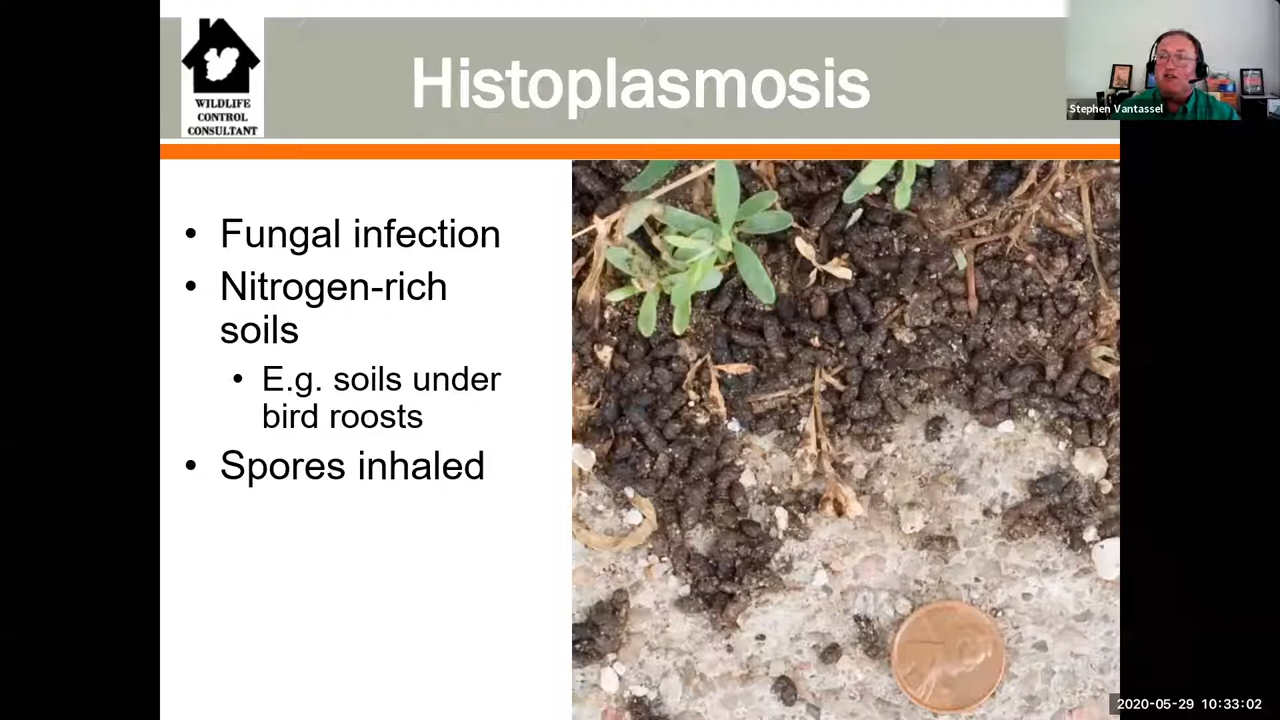 WILDLIFE
CONTROL
CONSULTANT
Histoplasmosis
Stephen Vantassel
• Fungal infection
• Nitrogen-rich
soils
• E.g. soils under
bird roosts
• Spores inhaled
2020-05-29 10:33:02